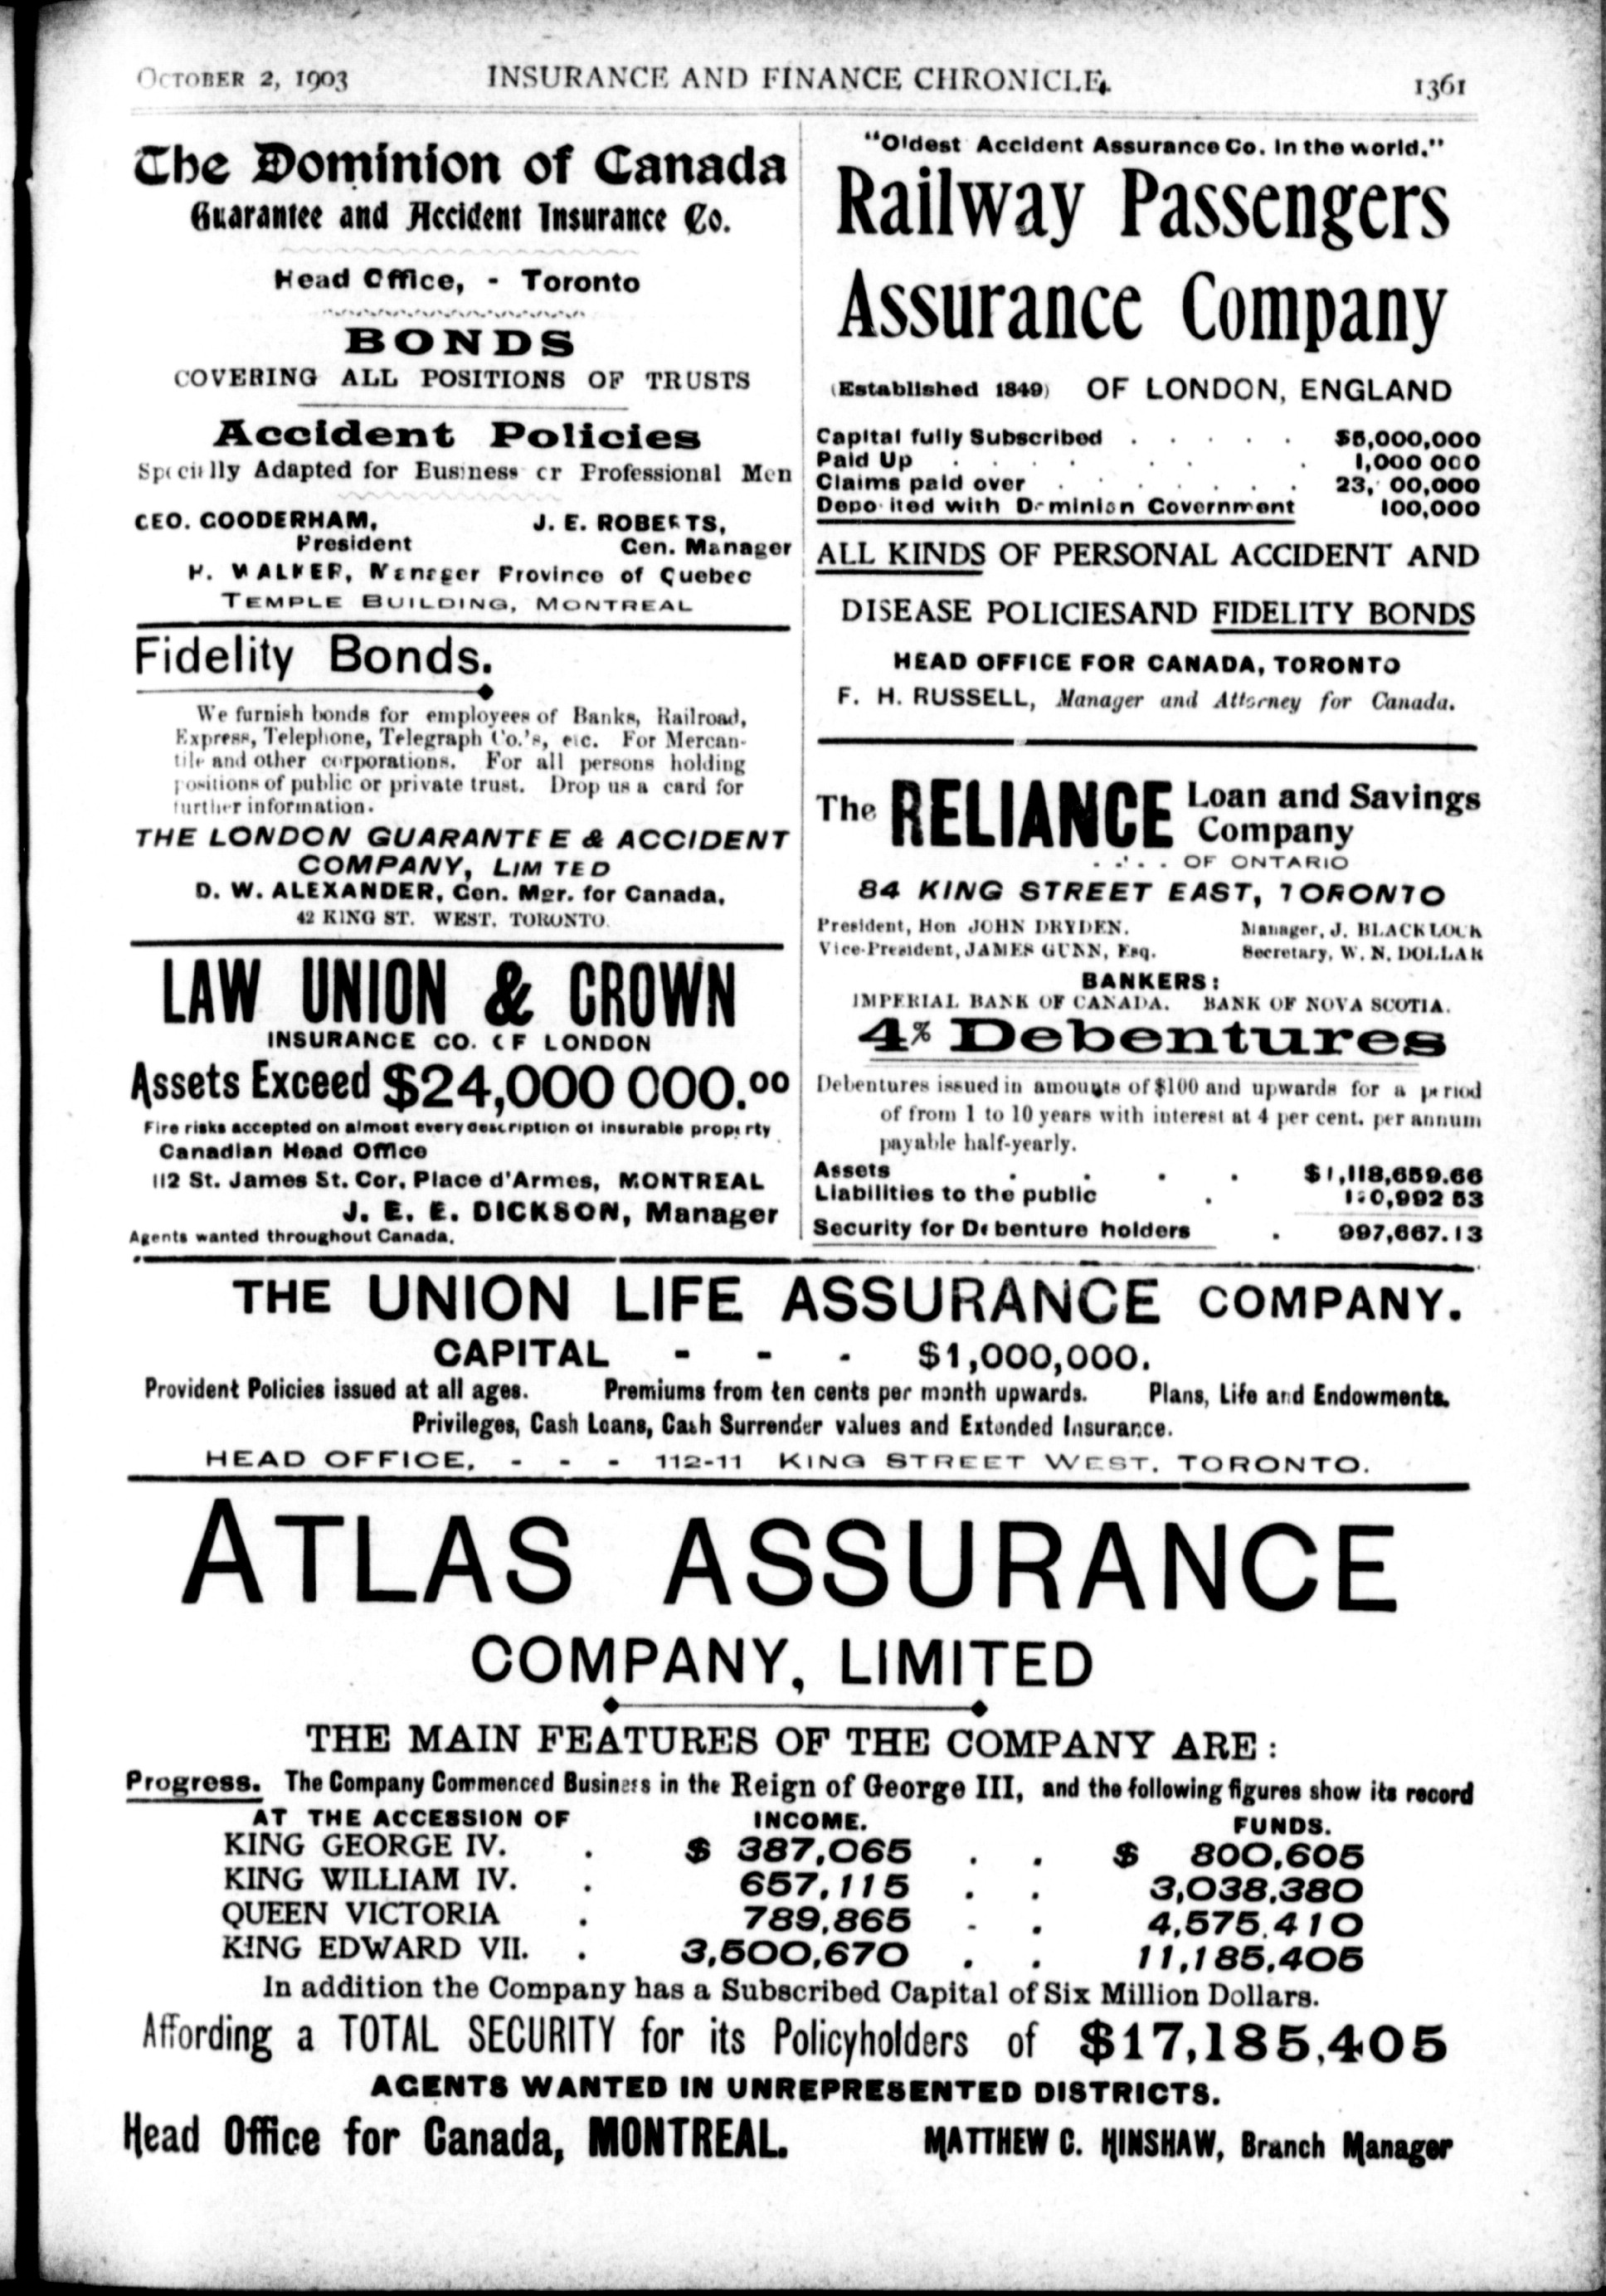 OCTOBER 2, 1903 INSURANCE AND FINANCE CHRONICLE. 1361
The Dominion of Canada
Guarantee and Accident Insurance Co.
Head Office, - Toronto
BONDS
COVERING ALL POSITIONS OF TRUSTS
Accident Policies
Specially Adapted for Business or Professional Men
GEO. GOODERHAM, J. E. ROBERTS,
President Gen. Manager
H. WALKER, Manager Province of Quebec
TEMPLE BUILDING, MONTREAL
Fidelity Bonds.
We furnish bonds for employees of Banks, Railroad,
Express, Telephone, Telegraph Co.'s, etc. For Mercan-
tile and other corporations. For all persons holding
positions of public or private trust. Drop us a card for
further information.
THE LONDON GUARANTEE & ACCIDENT
COMPANY, LIM TED
D. W. ALEXANDER, Gen. Mgr. for Canada,
42 KING ST. WEST, TORONTO.
LAW UNION & CROWN
INSURANCE CO. OF LONDON
Assets Exceed $24,000 000.00
Fire risks accepted on almost every description of insurable property
Canadian Head Office
112 St. James St. Cor. Place d'Armes, MONTREAL
J. E. E. DICKSON, Manager
Agents wanted throughout Canada.
"Oldest Accident Assurance Co. in the world."
Railway Passengers
Assurance Company
(Established 1849) OF LONDON, ENGLAND
Capital fully Subscribed . . . . . $5,000,000
Paid Up . . . . . . 1,000 000
Claims paid over . . . . . . 23, 00,000
Deposited with Dominion Government 100,000
ALL KINDS OF PERSONAL ACCIDENT AND
DISEASE POLICIES AND FIDELITY BONDS
HEAD OFFICE FOR CANADA, TORONTO
F. H. RUSSELL, Manager and Attorney for Canada.
The RELIANCE Loan and Savings
Company
. . . . OF ONTARIO
84 KING STREET EAST, TORONTO
President, Hon JOHN DRYDEN. Manager, J. BLACKLOCK
Vice-President, JAMES GUNN, Esq. Secretary, W. N. DOLLAR
BANKERS:
IMPERIAL BANK OF CANADA. BANK OF NOVA SCOTIA.
4% Debentures
Debentures issued in amounts of $100 and upwards for a period
of from 1 to 10 years with interest at 4 per cent. per annum
payable half-yearly.
Assets . . . . $1,118,659.66
Liabilities to the public . 120,992 53
Security for Debenture holders . 997,667.13
THE UNION LIFE ASSURANCE COMPANY.
CAPITAL - - - $1,000,000.
Provident Policies issued at all ages. Premiums from ten cents per month upwards. Plans, Life and Endowments.
Privileges, Cash Loans, Cash Surrender values and Extended Insurance.
HEAD OFFICE, - - - 112-11 KING STREET WEST, TORONTO.
ATLAS ASSURANCE
COMPANY, LIMITED
THE MAIN FEATURES OF THE COMPANY ARE:
Progress. The Company Commenced Business in the Reign of George III, and the following figures show its record
AT THE ACCESSION OF INCOME. FUNDS.
KING GEORGE IV. . $ 387,065 . . $ 800,605
KING WILLIAM IV. . 657,115 . . 3,038,380
QUEEN VICTORIA . 789,865 - . 4,575,410
KING EDWARD VII. . 3,500,670 . . 11,185,405
In addition the Company has a Subscribed Capital of Six Million Dollars.
Affording a TOTAL SECURITY for its Policyholders of $17,185,405
AGENTS WANTED IN UNREPRESENTED DISTRICTS.
Head Office for Canada, MONTREAL. MATTHEW C. HINSHAW, Branch Manager